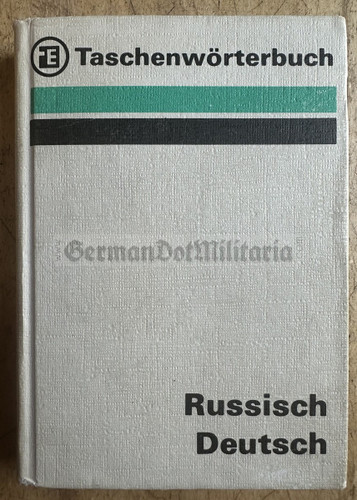 Taschenwörterbuch
GermanDotMilitaria
Russisch
Deutsch